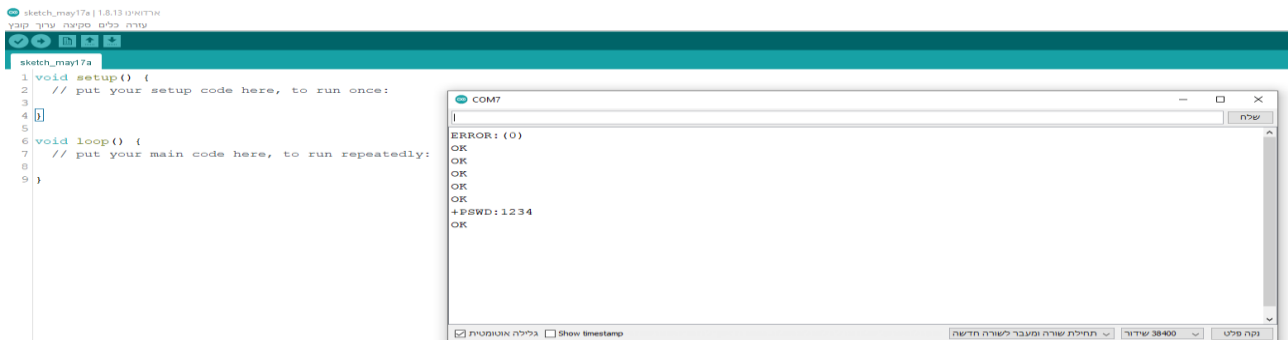 sketch_may17a | 1.8.13 ארדואינו
קובץ ערוך סקיצה כלים עזרה
sketch_may17a
1 void setup() {
2 // put your setup code here, to run once:
3
4 }
5
6 void loop() {
7 // put your main code here, to run repeatedly:
8
9 }
COM7
שלח
ERROR:(0)
OK
OK
OK
OK
OK
+PSWD:1234
OK
גלילה אוטומטית Show timestamp תחילת שורה ומעבר לשורה חדשה 38400 שידור נקה פלט